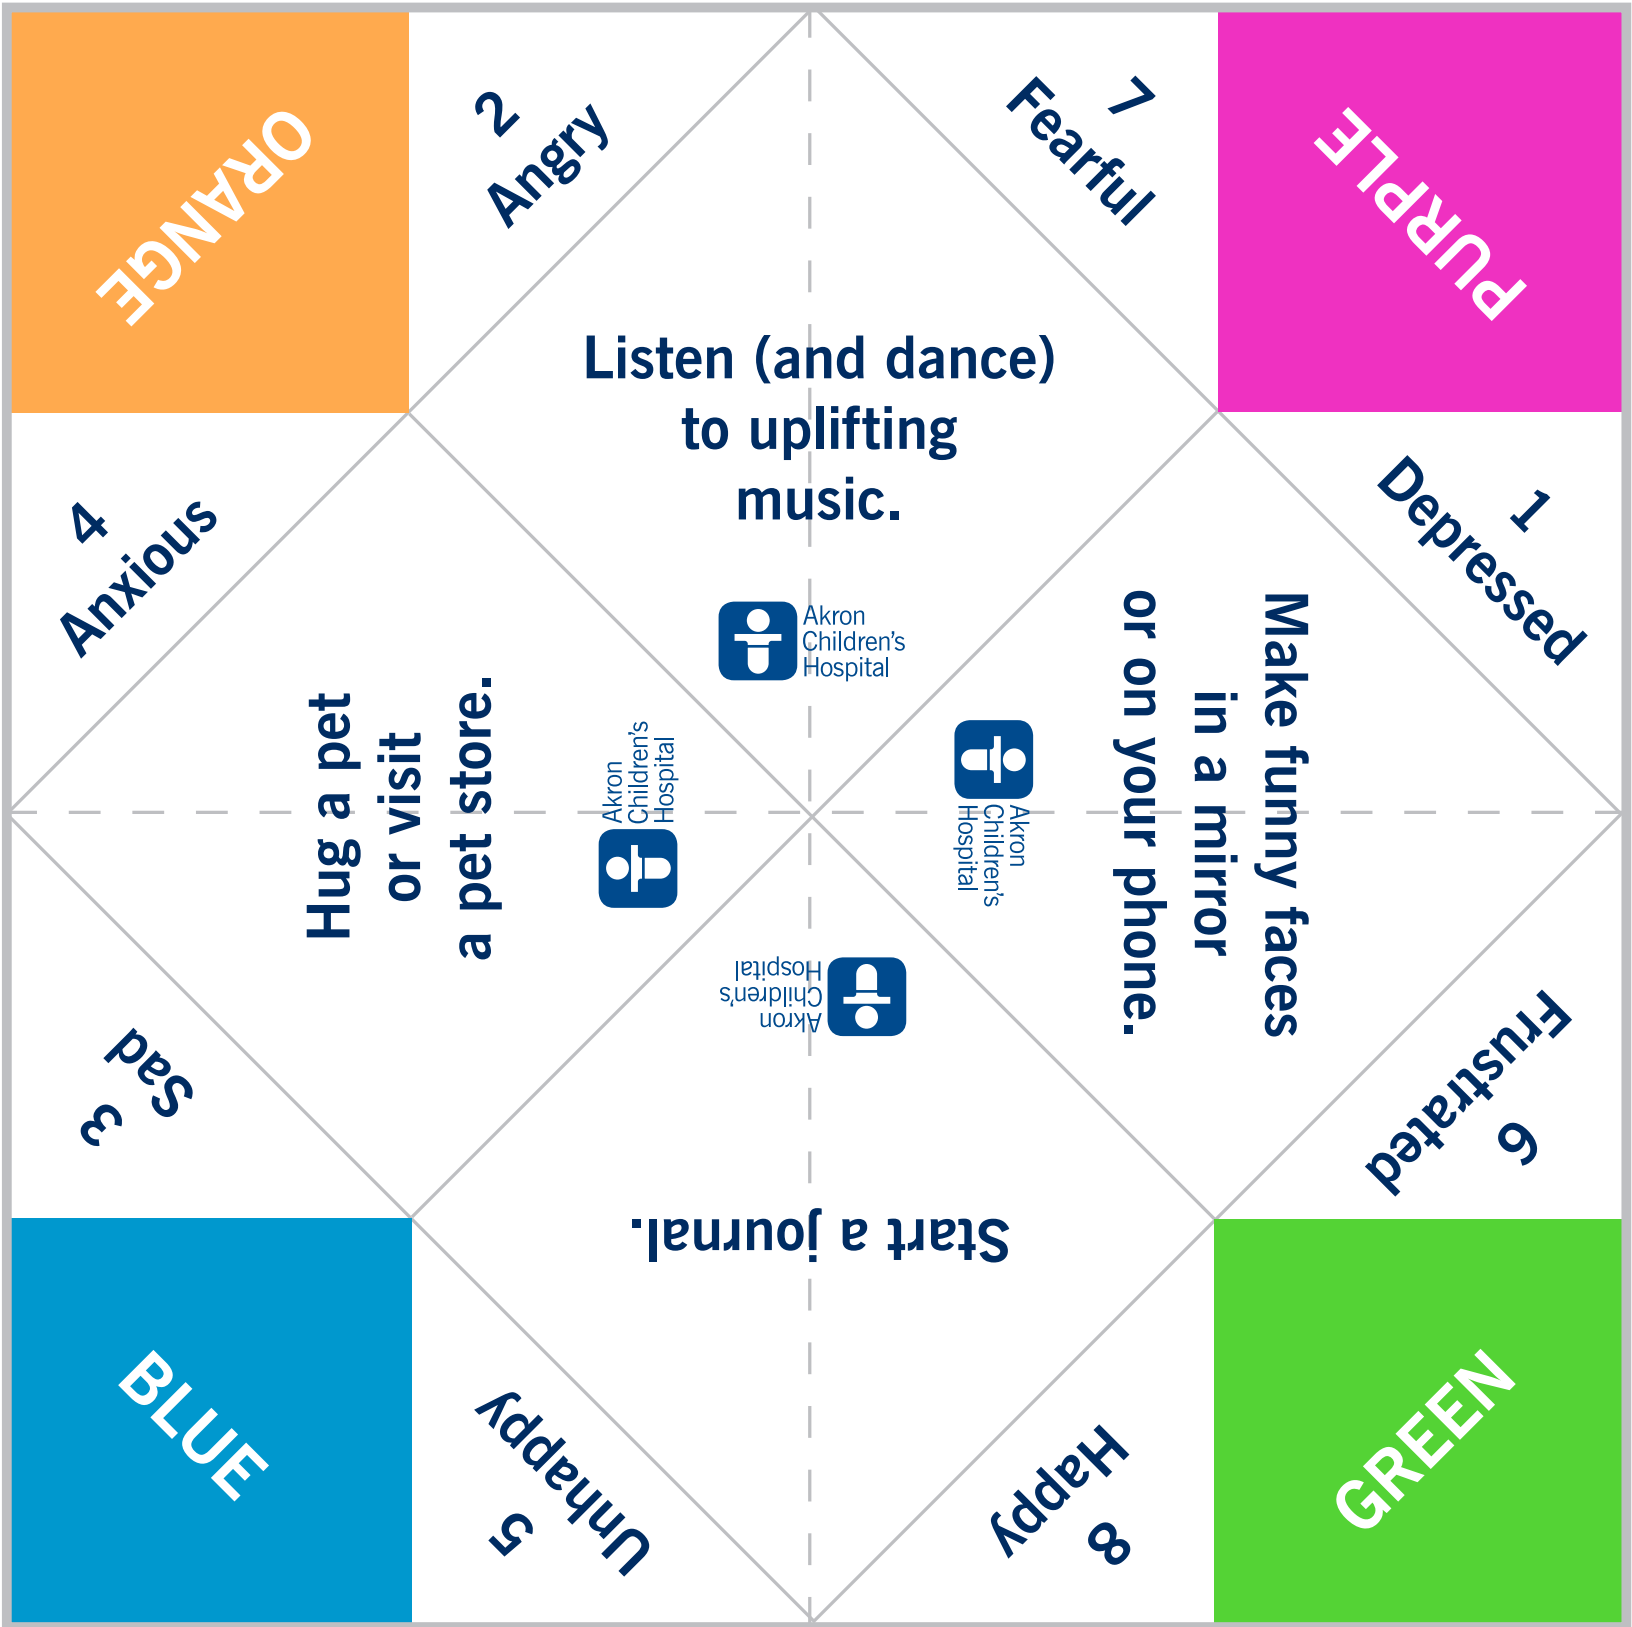 ORANGE
2
Angry
7
Fearful
PURPLE
4
Anxious
Listen (and dance)
to uplifting
music.
Akron
Children's
Hospital
1
Depressed
Hug a pet
or visit
a pet store.
Akron
Children's
Hospital
Make funny faces
in a mirror
or on your phone.
Akron
Children's
Hospital
3
Sad
Start a journal.
Akron
Children's
Hospital
6
Frustrated
BLUE
5
Unhappy
8
Happy
GREEN